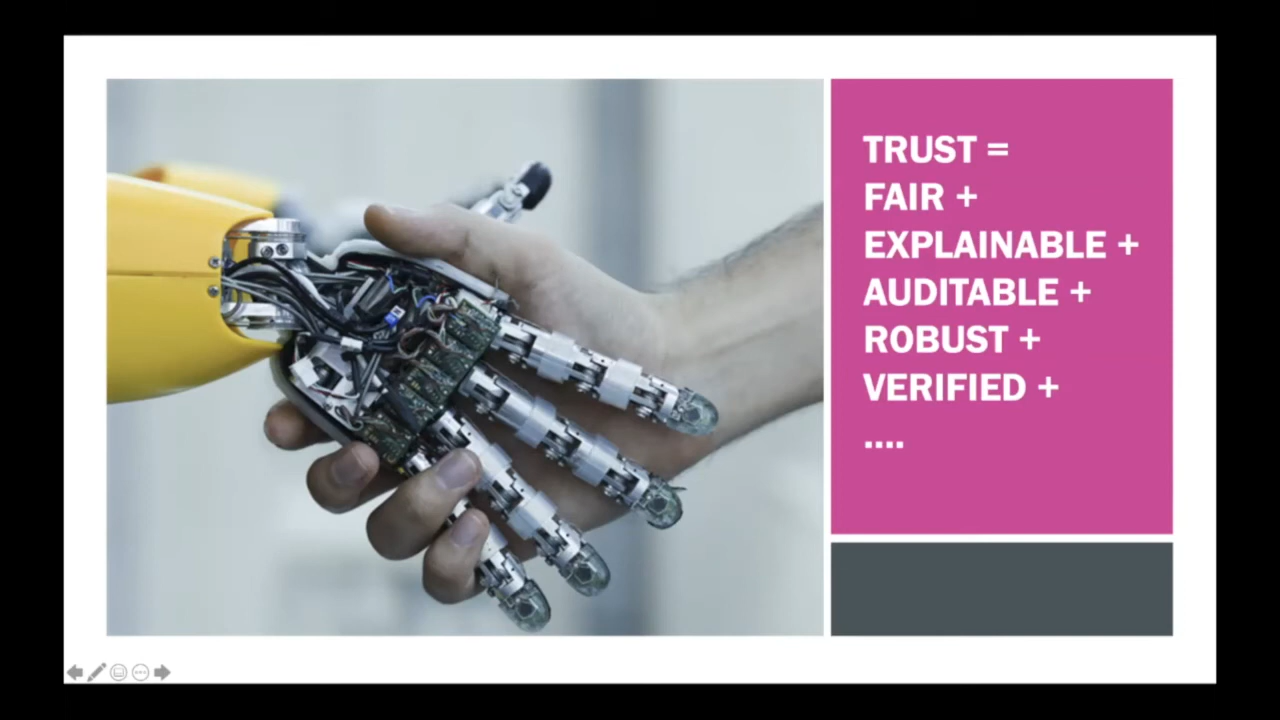 TRUST =
FAIR +
EXPLAINABLE +
AUDITABLE +
ROBUST +
VERIFIED +
....